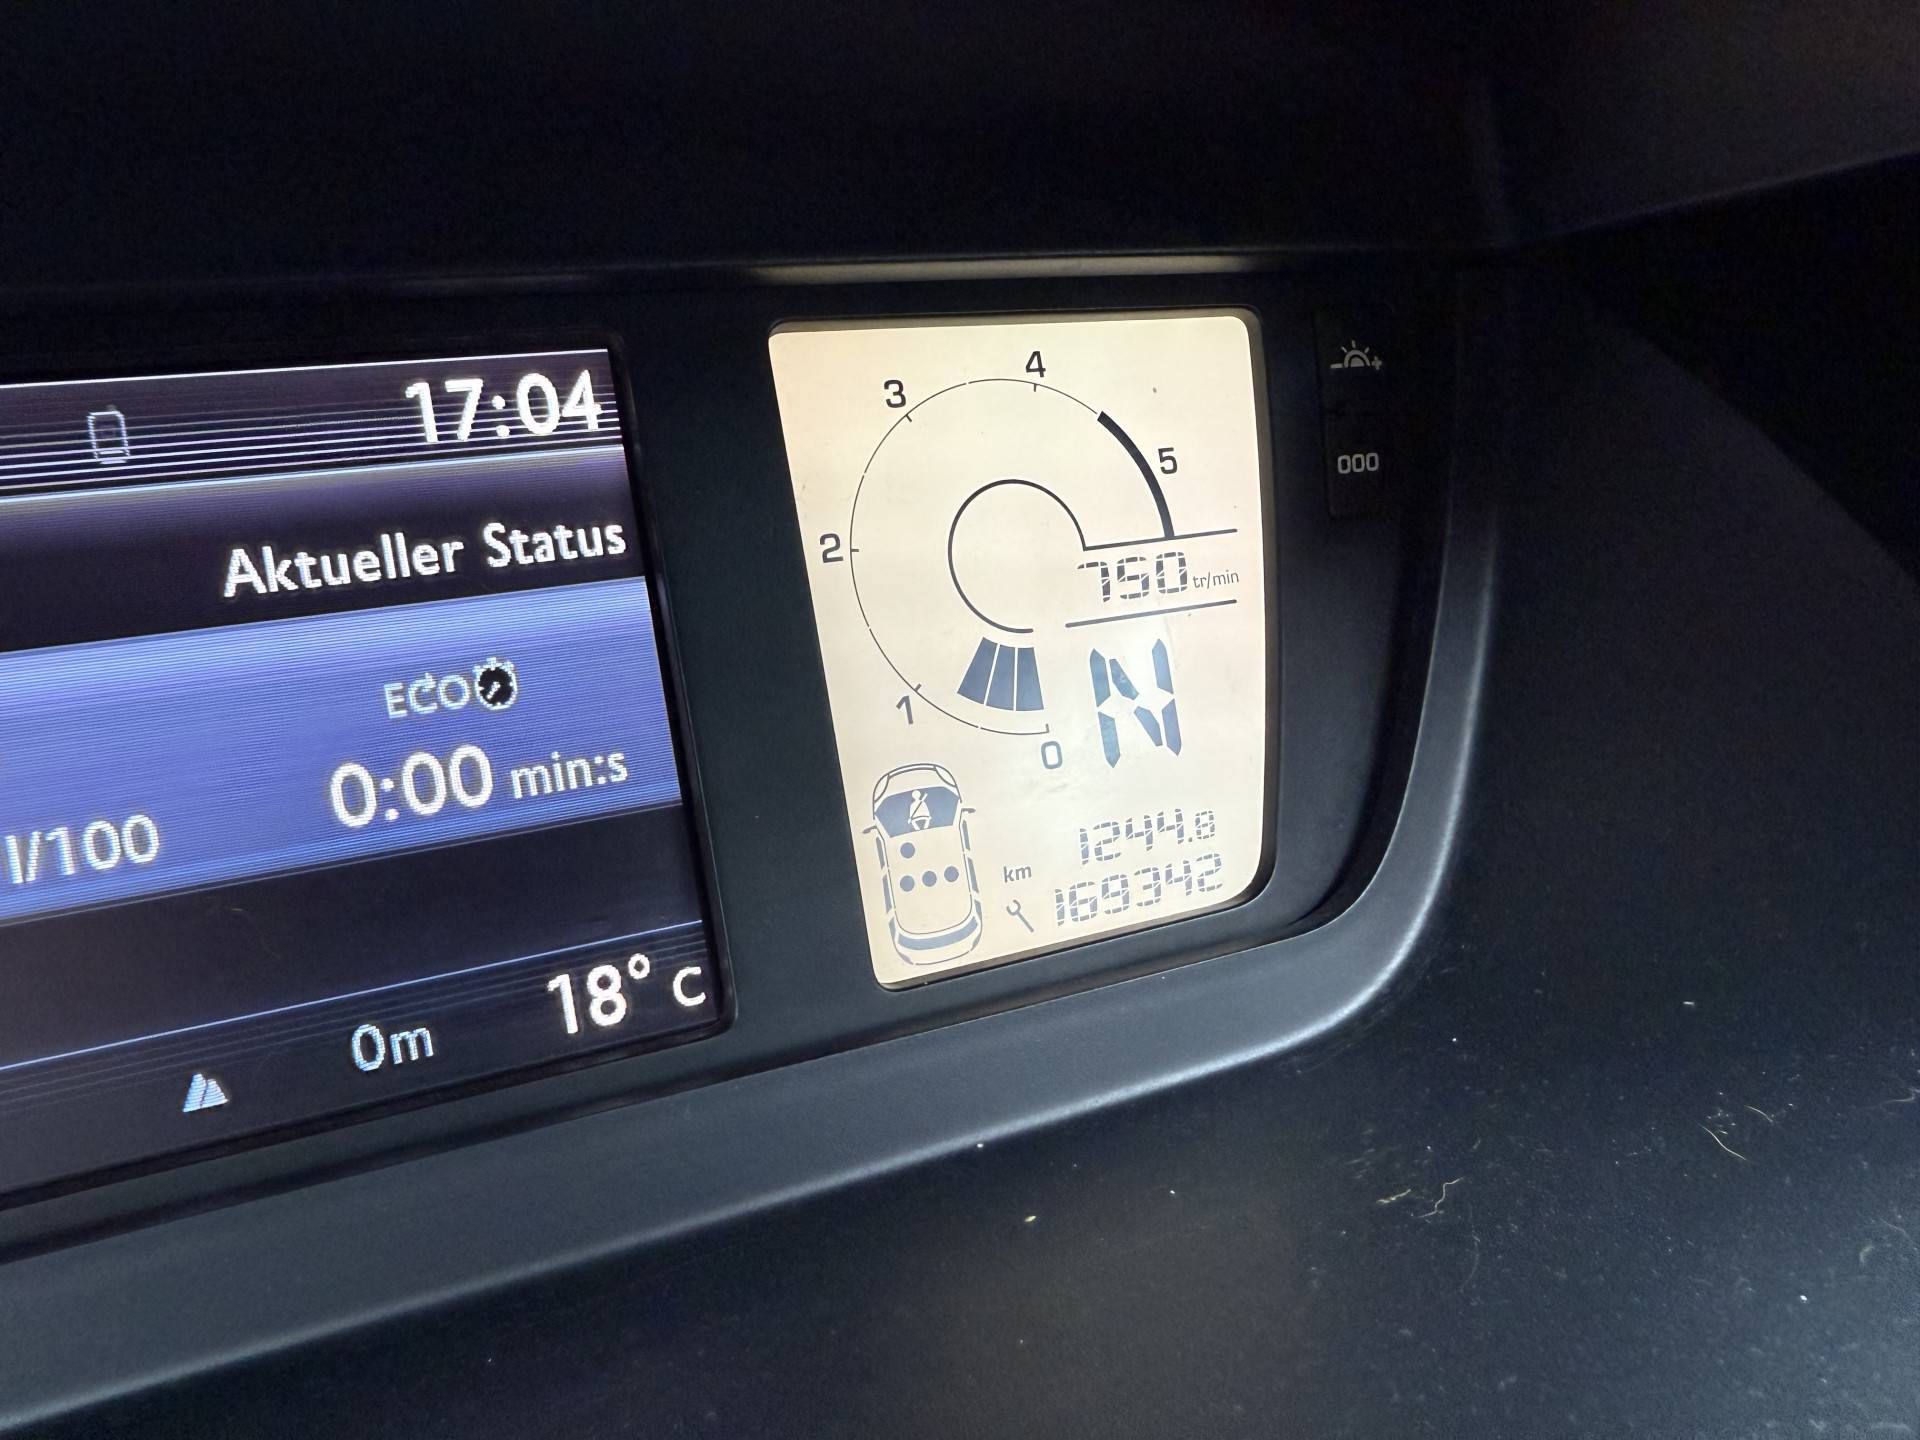 17:04
Aktueller Status
ECO
0:00 min:s
l/100
18° C
0m
4
3
5
2
750 tr/min
1
N
0
1244.8
km
169342
000